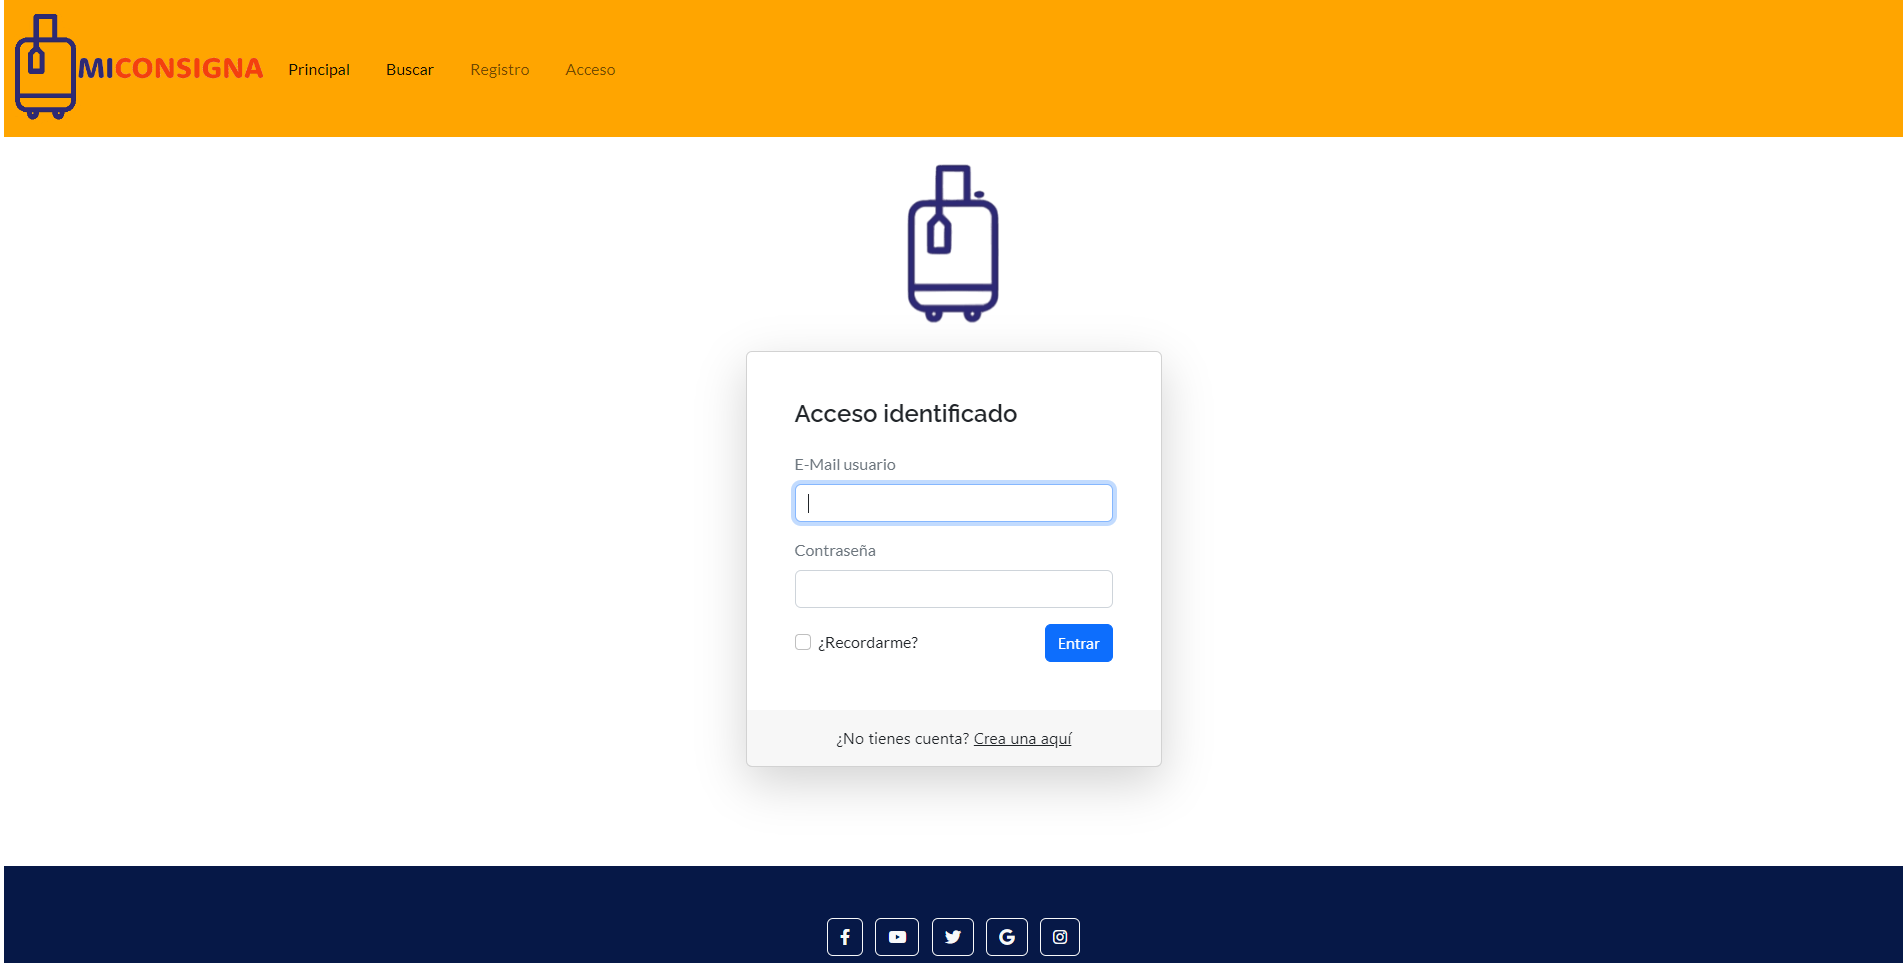 MICONSIGNA Principal Buscar Registro Acceso
Acceso identificado
E-Mail usuario
Contraseña
¿Recordarme? Entrar
¿No tienes cuenta? Crea una aquí